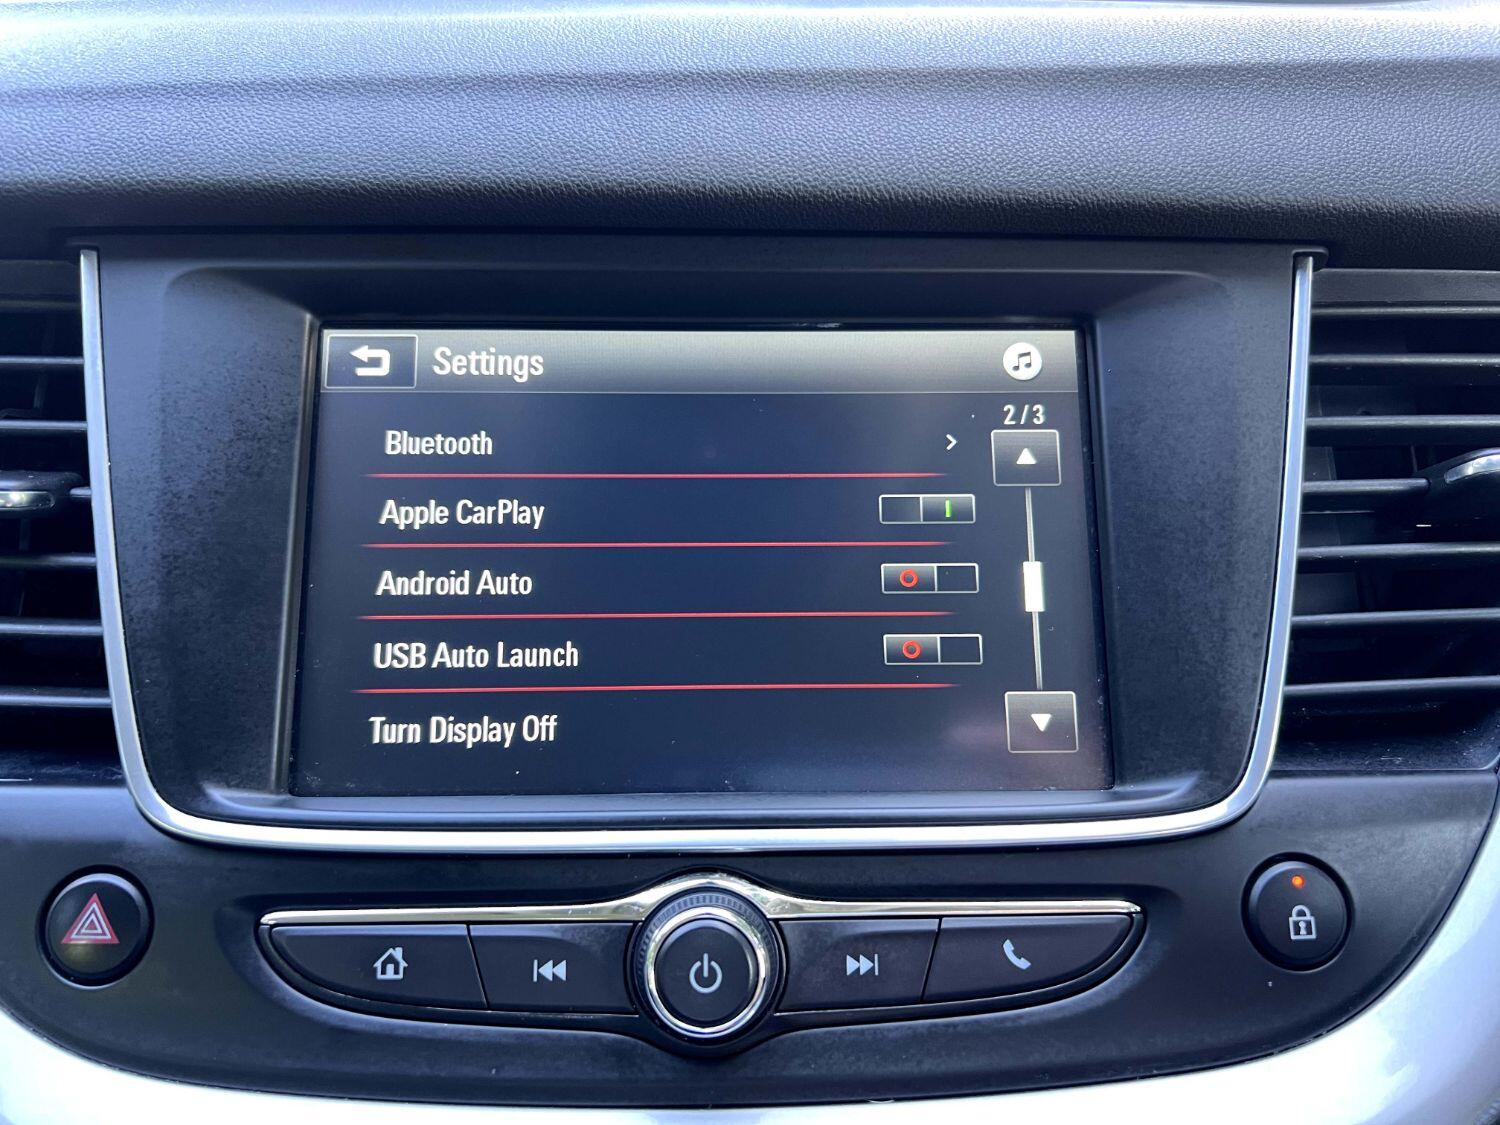 Settings
2/3
Bluetooth
Apple CarPlay
Android Auto
USB Auto Launch
Turn Display Off